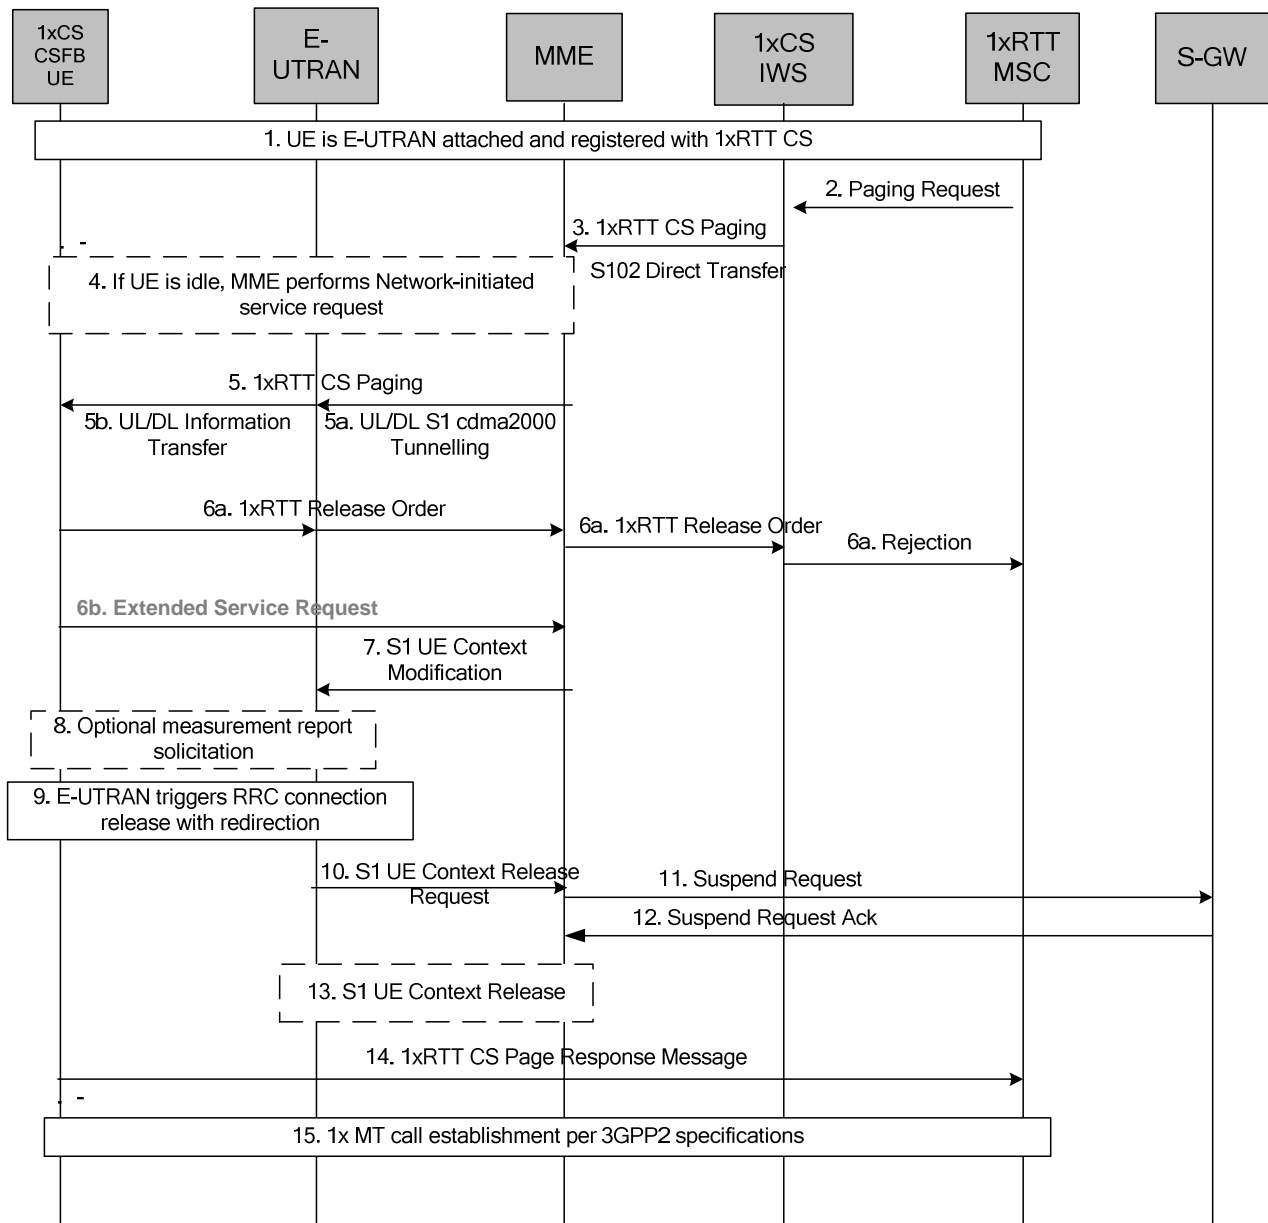 1xCS
CSFB
UE
E-
UTRAN
MME
1xCS
IWS
1xRTT
MSC
S-GW
1. UE is E-UTRAN attached and registered with 1xRTT CS
2. Paging Request
3. 1xRTT CS Paging
S102 Direct Transfer
4. If UE is idle, MME performs Network-initiated
service request
5. 1xRTT CS Paging
5b. UL/DL Information
Transfer
5a. UL/DL S1 cdma2000
Tunnelling
6a. 1xRTT Release Order
6a. 1xRTT Release Order
6a. Rejection
6b. Extended Service Request
7. S1 UE Context
Modification
8. Optional measurement report
solicitation
9. E-UTRAN triggers RRC connection
release with redirection
10. S1 UE Context Release
Request
11. Suspend Request
12. Suspend Request Ack
13. S1 UE Context Release
14. 1xRTT CS Page Response Message
15. 1x MT call establishment per 3GPP2 specifications